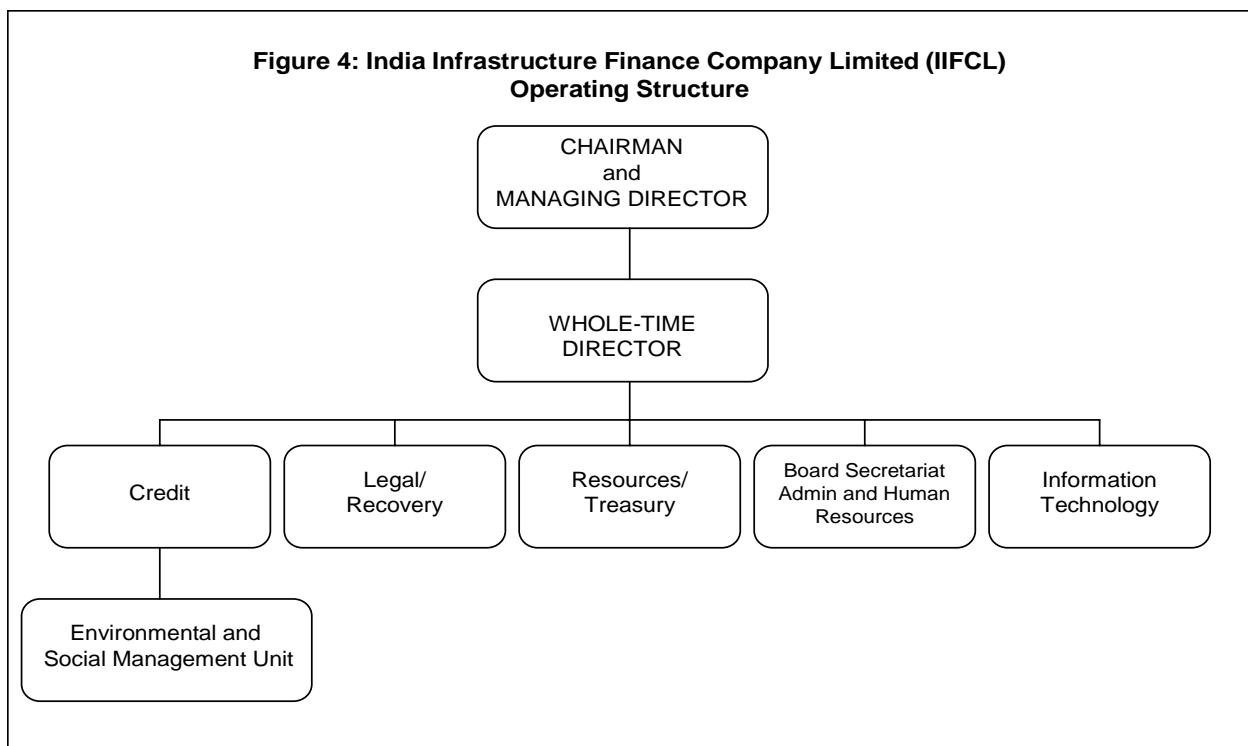 Figure 4: India Infrastructure Finance Company Limited (IIFCL)
Operating Structure
CHAIRMAN
and
MANAGING DIRECTOR
WHOLE-TIME
DIRECTOR
Credit
Legal/
Recovery
Resources/
Treasury
Board Secretariat
Admin and Human
Resources
Information
Technology
Environmental and
Social Management Unit